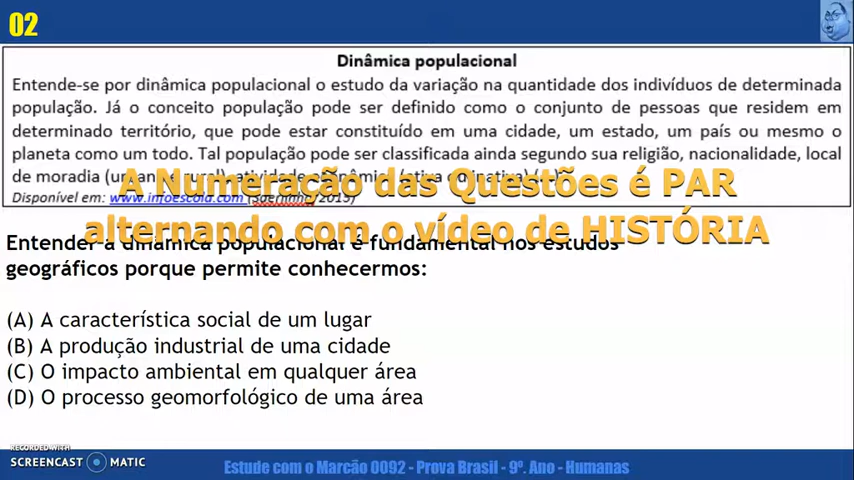 02
Dinâmica populacional
Entende-se por dinâmica populacional o estudo da variação na quantidade dos indivíduos de determinada
população. Já o conceito população pode ser definido como o conjunto de pessoas que residem em
determinado território, que pode estar constituído em uma cidade, um estado, um país ou mesmo o
planeta como um todo. Tal população pode ser classificada ainda segundo sua religião, nacionalidade, local
de moradia
A Numeração das Questões é PAR
Disponível em: www.infoescola.com
alternando com o vídeo de HISTÓRIA
Entender a dinâmica populacional é fundamental nos estudos
geográficos porque permite conhecermos:
(A) A característica social de um lugar
(B) A produção industrial de uma cidade
(C) O impacto ambiental em qualquer área
(D) O processo geomorfológico de uma área
RECORDED WITH
SCREENCAST MATIC
Estude com o Marcão 0092 - Prova Brasil - 9º. Ano - Humanas